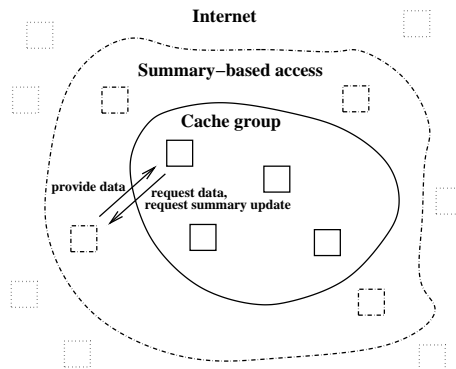 Internet
Summary-based access
Cache group
provide data
request data,
request summary update